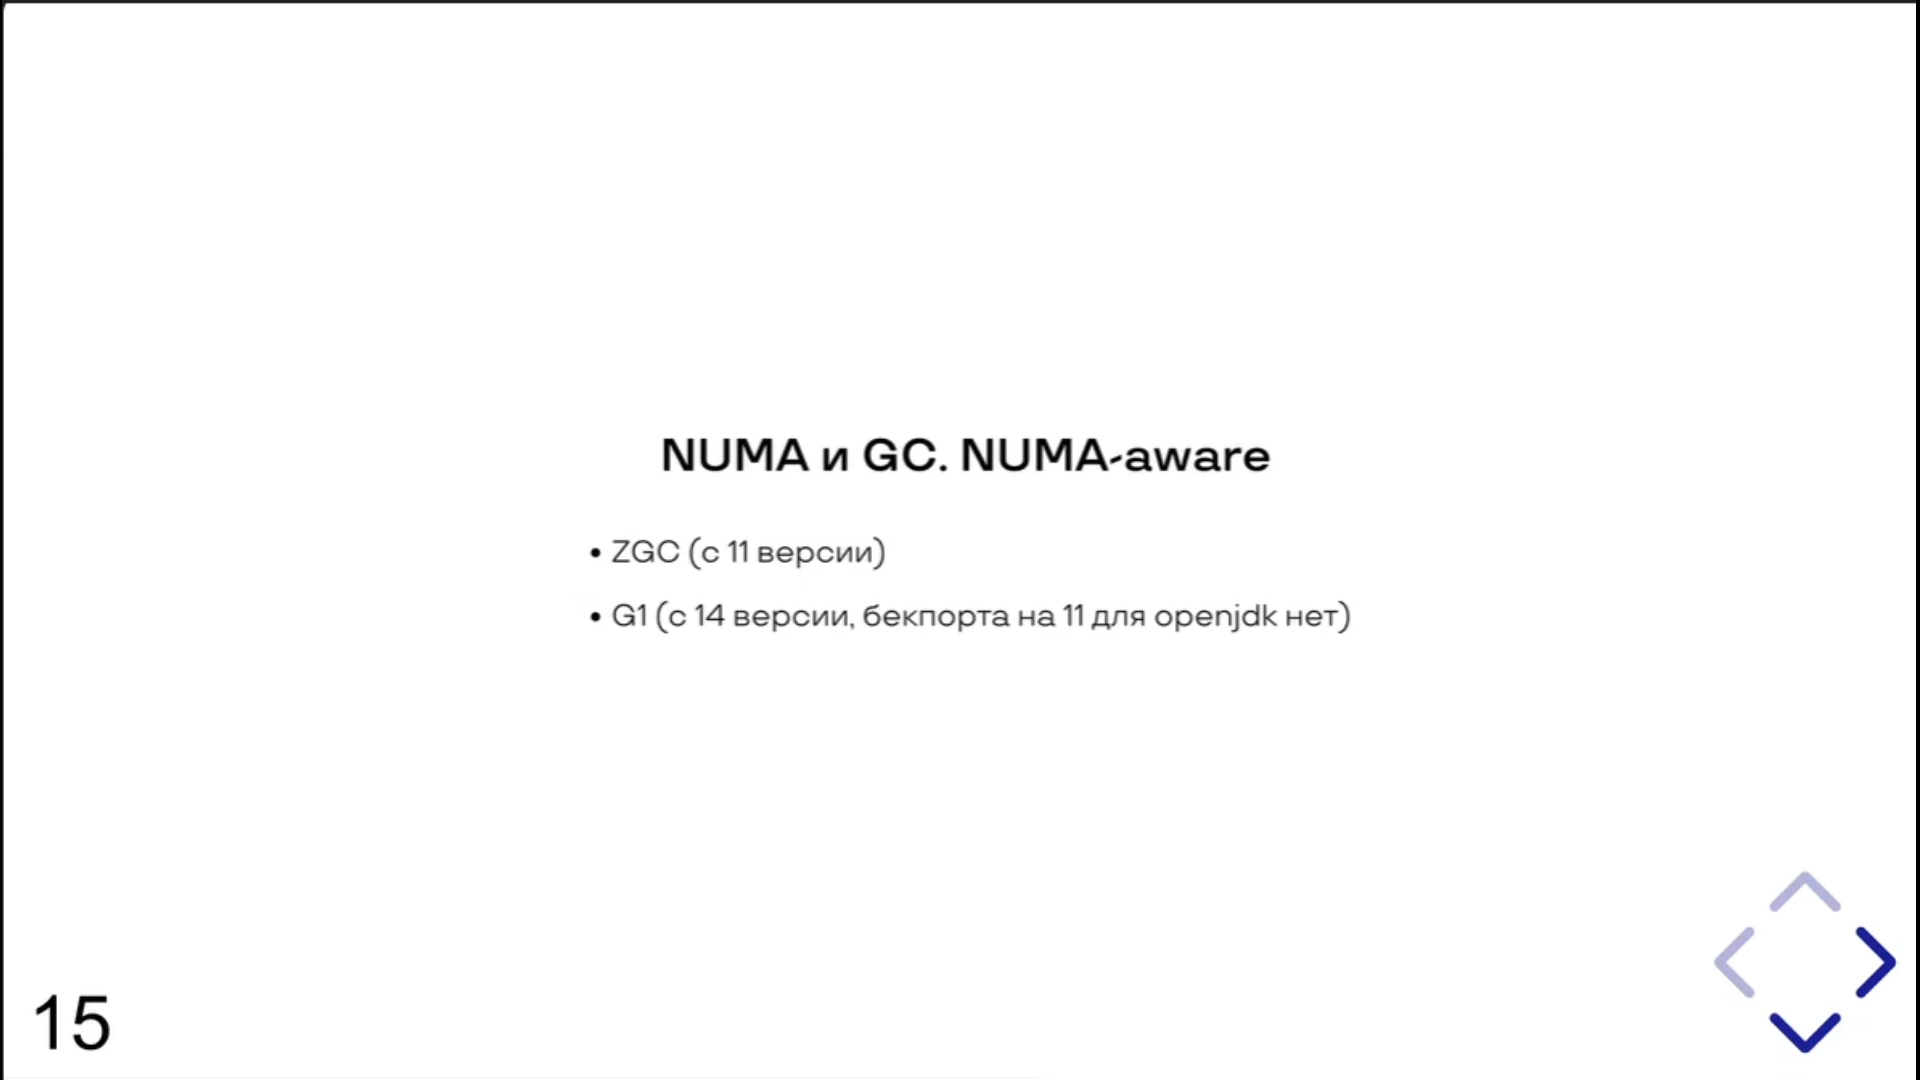 NUMA и GC. NUMA-aware
• ZGC (с 11 версии)
• G1 (с 14 версии, бекпорта на 11 для openjdk нет)
15